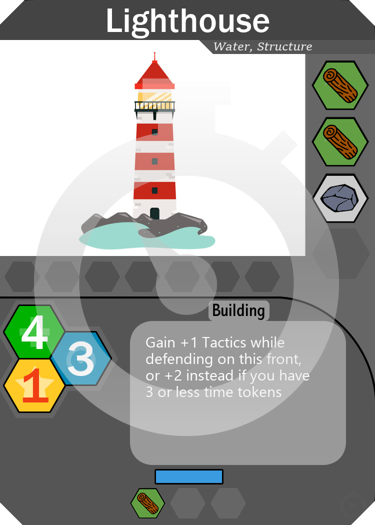 Lighthouse
Water, Structure
4
3
1
Building
Gain +1 Tactics while
defending on this front,
or +2 instead if you have
3 or less time tokens